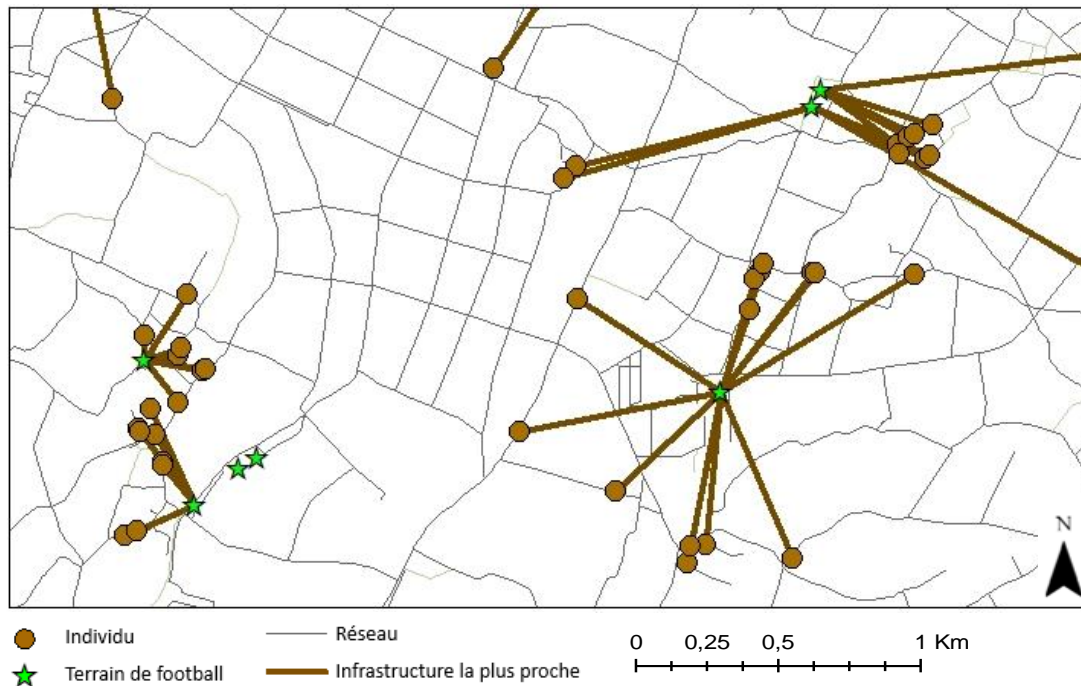 N
Individu
Réseau
0 0,25 0,5 1 Km
Terrain de football
Infrastructure la plus proche